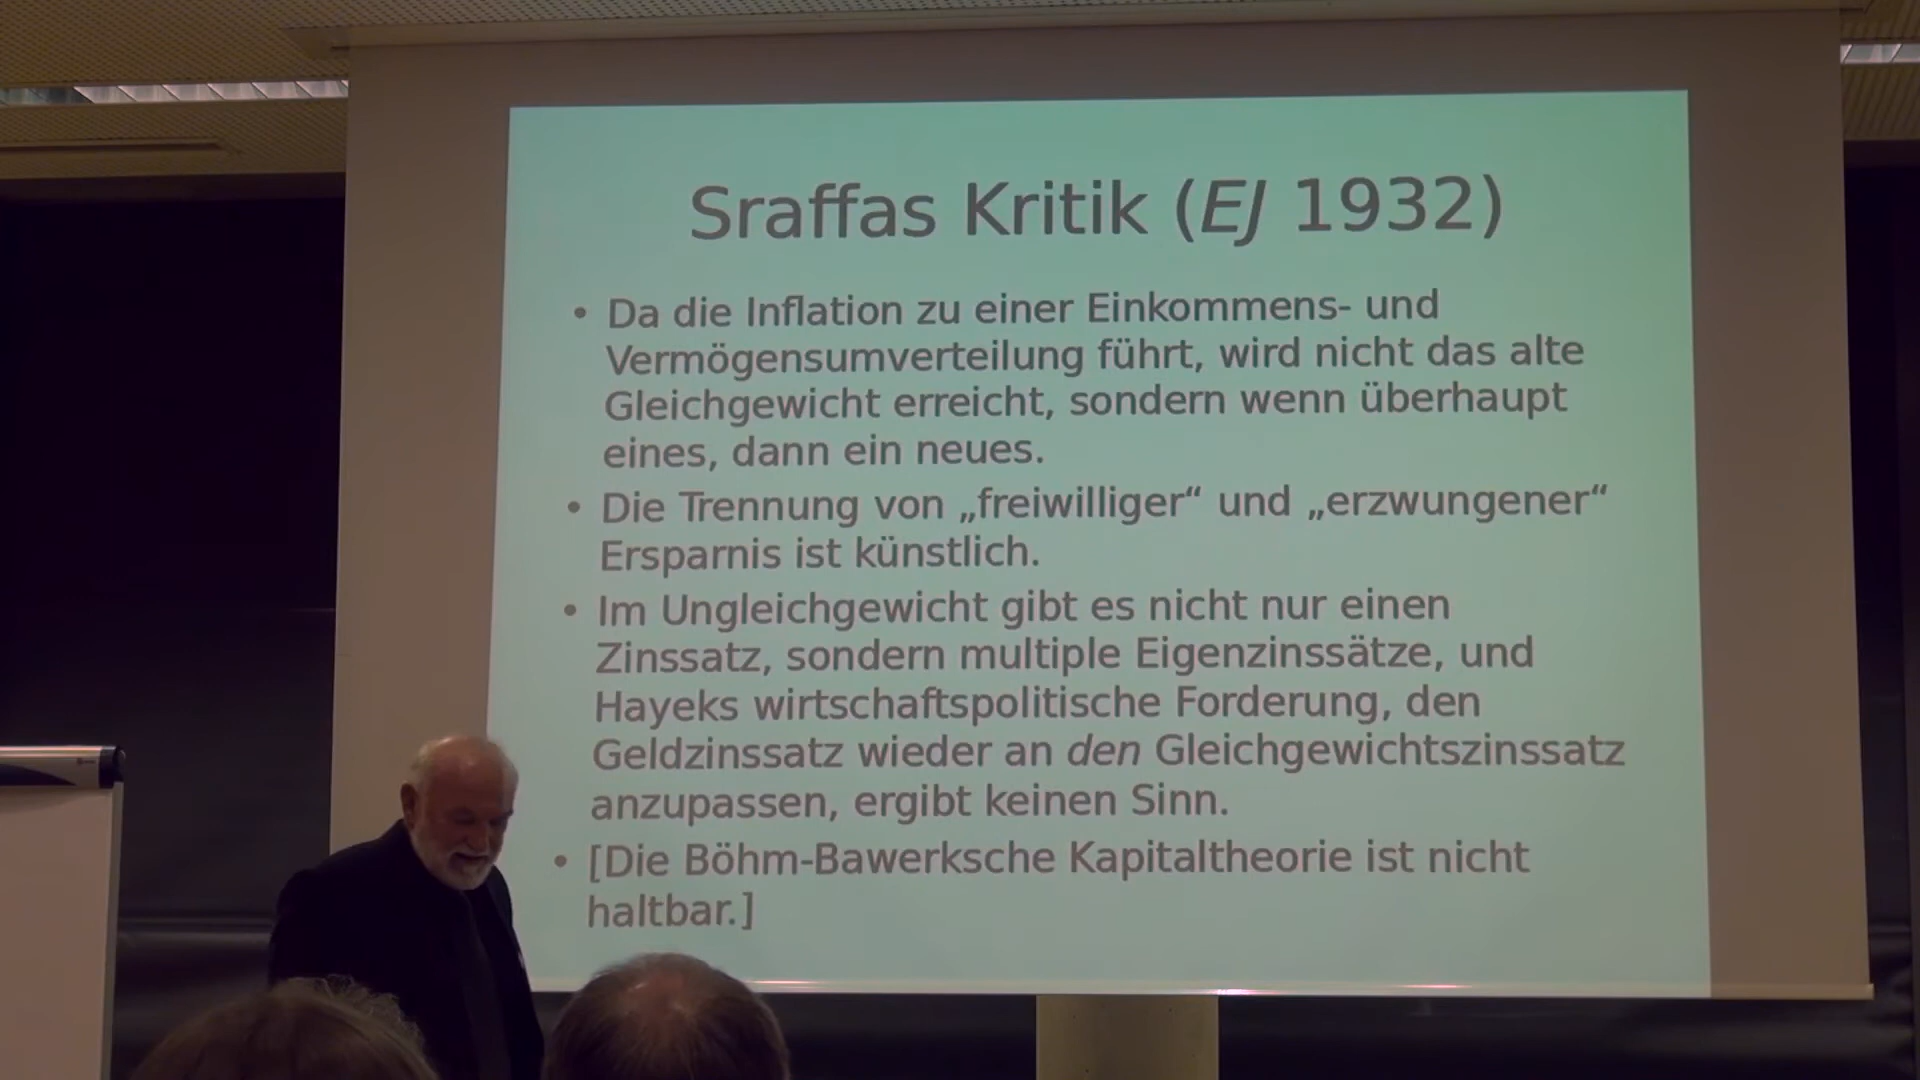 Sraffas Kritik (EJ 1932)
• Da die Inflation zu einer Einkommens- und
Vermögensumverteilung führt, wird nicht das alte
Gleichgewicht erreicht, sondern wenn überhaupt
eines, dann ein neues.
• Die Trennung von „freiwilliger“ und „erzwungener“
Ersparnis ist künstlich.
• Im Ungleichgewicht gibt es nicht nur einen
Zinssatz, sondern multiple Eigenzinssätze, und
Hayeks wirtschaftspolitische Forderung, den
Geldzinssatz wieder an den Gleichgewichtszinssatz
anzupassen, ergibt keinen Sinn.
• [Die Böhm-Bawerksche Kapitaltheorie ist nicht
haltbar.]